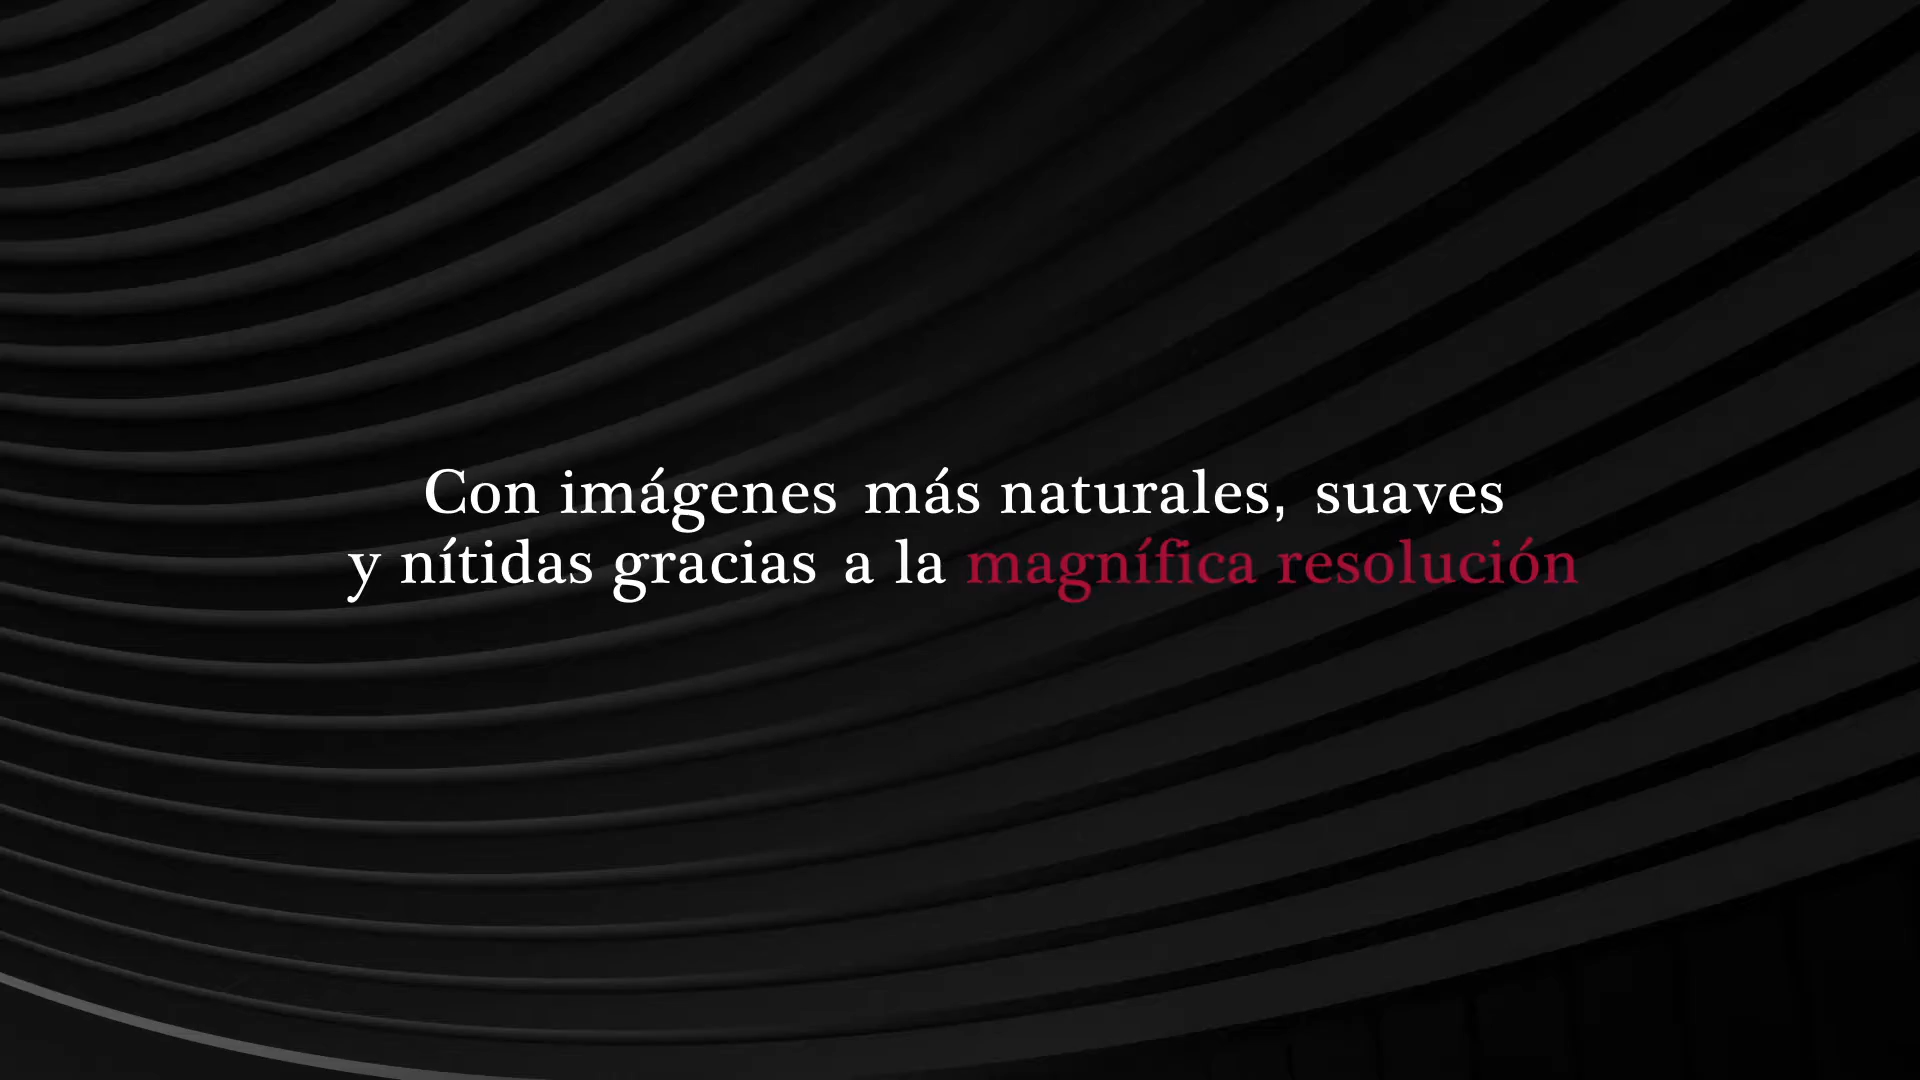 Con imágenes más naturales, suaves
y nítidas gracias a la magnífica resolución